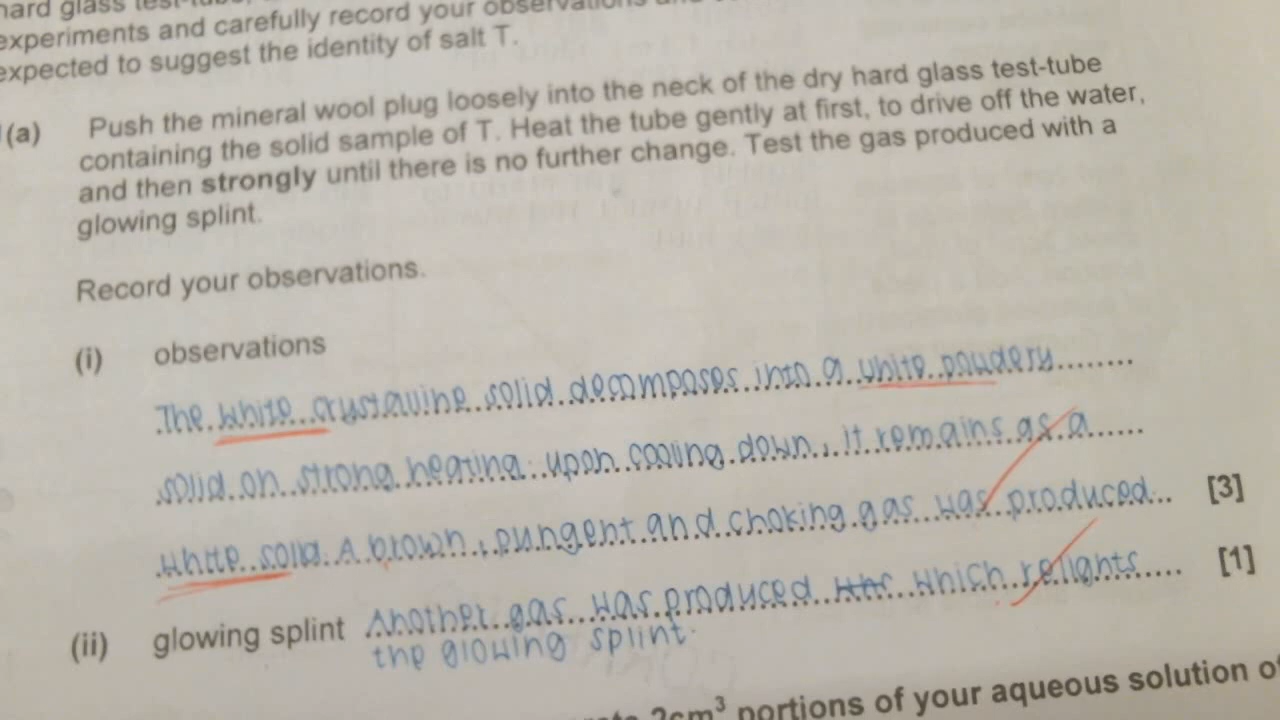 hard glass test-tube,
experiments and carefully record your observations and
expected to suggest the identity of salt T.
(a) Push the mineral wool plug loosely into the neck of the dry hard glass test-tube
containing the solid sample of T. Heat the tube gently at first, to drive off the water,
and then strongly until there is no further change. Test the gas produced with a
glowing splint.
Record your observations.
(i) observations
The white crystalline solid decomposes into a white powdery
solid on strong heating. upon cooling down, it remains as a
white solid. A brown, pungent and choking gas was produced. [3]
(ii) glowing splint Another gas was produced which relights [1]
the glowing splint.
2cm³ portions of your aqueous solution of